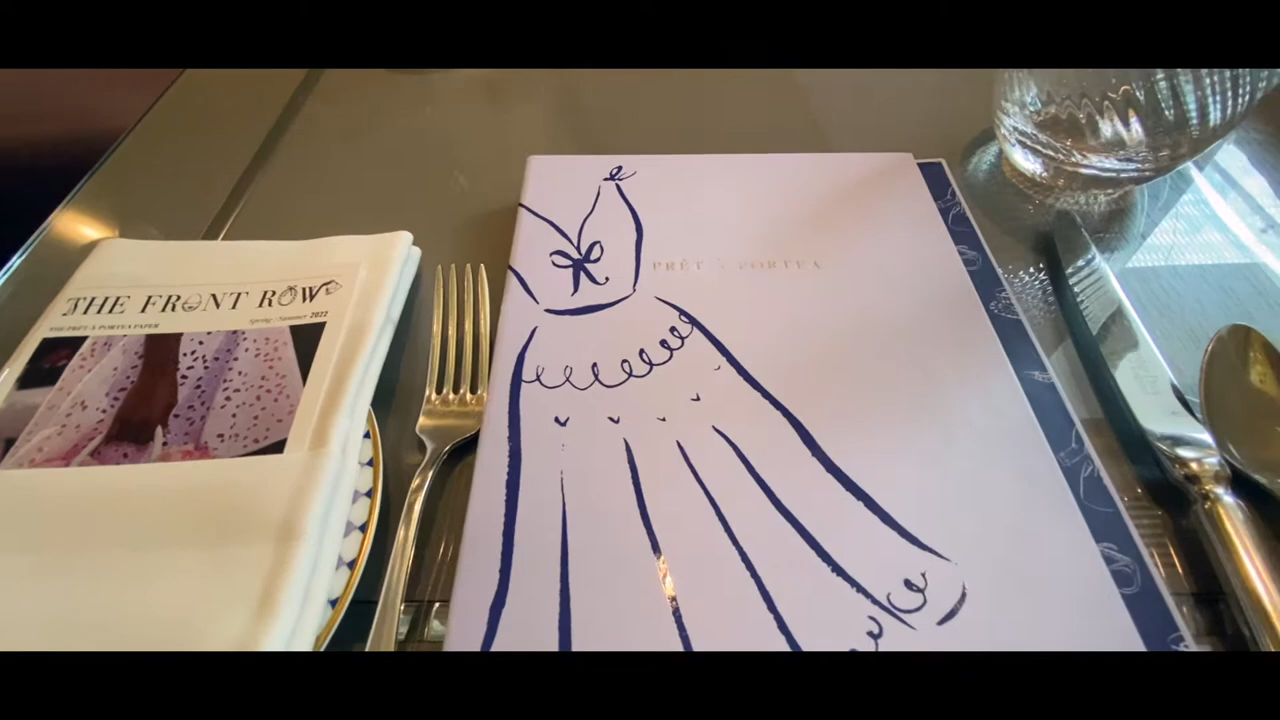 THE FRONT ROW
THE PRÊT-À-PORTEA PAPER
Spring / Summer 2022
PRÊT À PORTEA